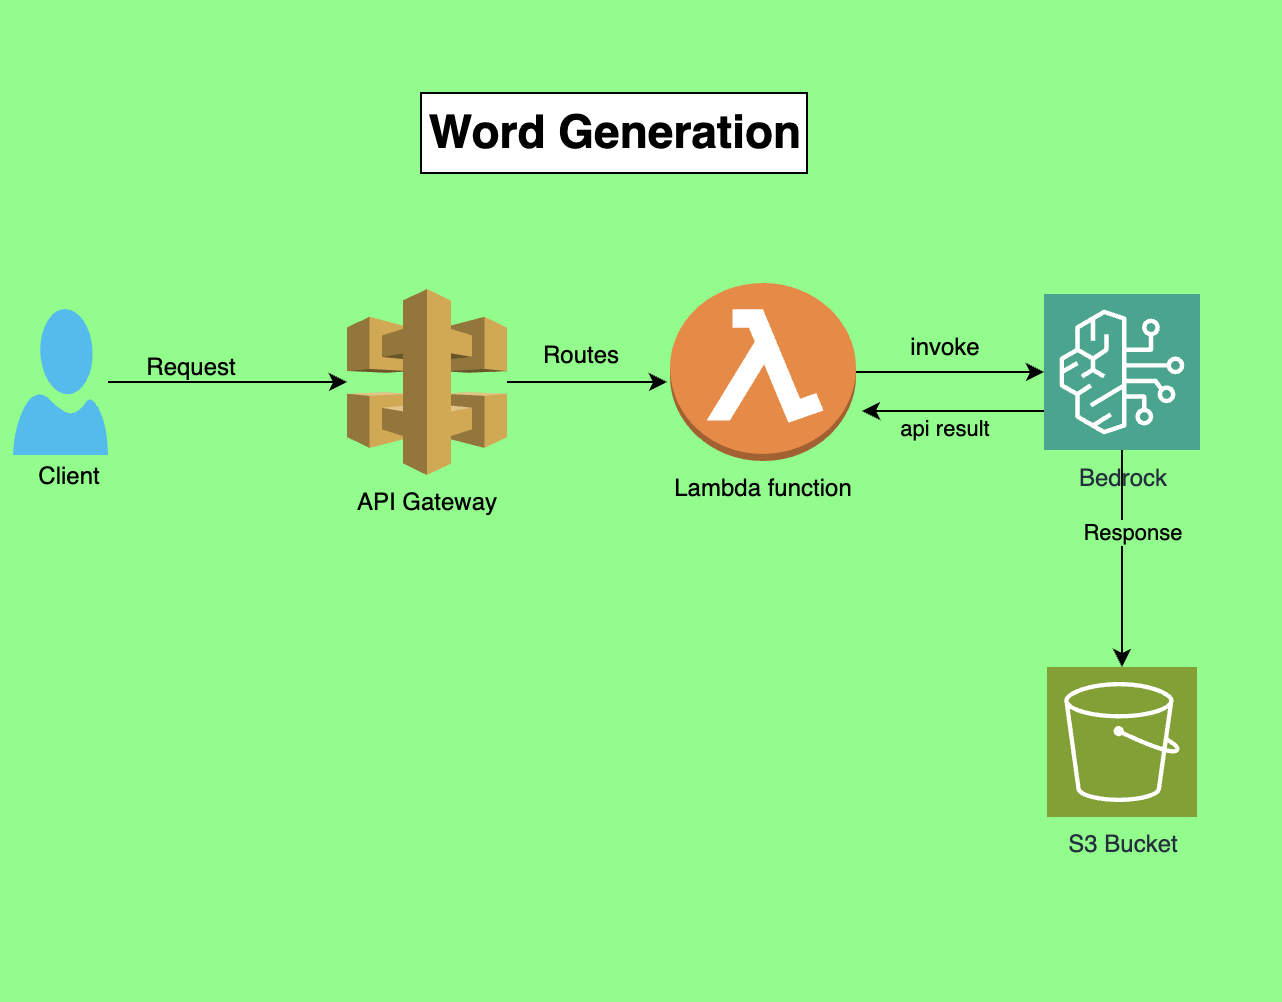 Word Generation
Request
Routes
invoke
api result
Client
API Gateway
Lambda function
Bedrock
Response
S3 Bucket